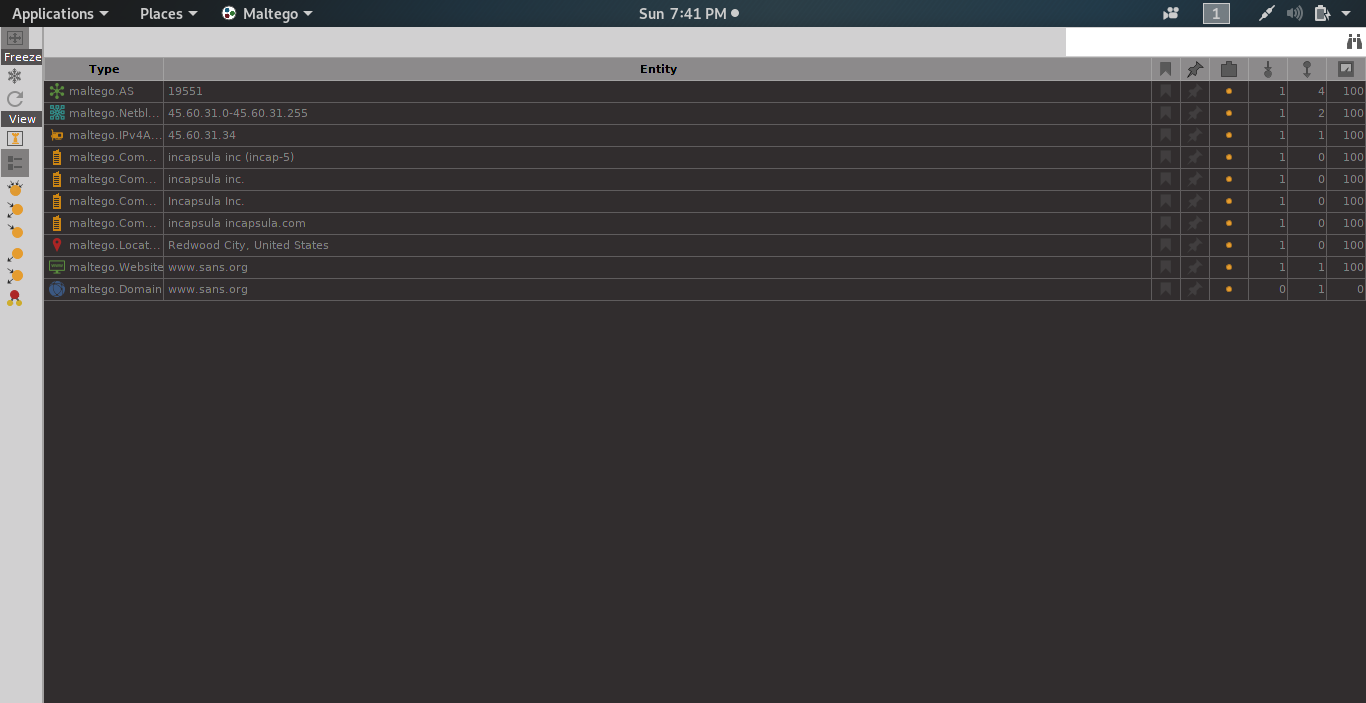 Applications Places Maltego Sun 7:41 PM 1
Freeze
View
Type Entity
maltego.AS 19551 1 4 100
maltego.Netbl... 45.60.31.0-45.60.31.255 1 2 100
maltego.IPv4A... 45.60.31.34 1 1 100
maltego.Com... incapsula inc (incap-5) 1 0 100
maltego.Com... incapsula inc. 1 0 100
maltego.Com... Incapsula Inc. 1 0 100
maltego.Com... incapsula incapsula.com 1 0 100
maltego.Locat... Redwood City, United States 1 0 100
maltego.Website www.sans.org 1 1 100
maltego.Domain www.sans.org 0 1 0